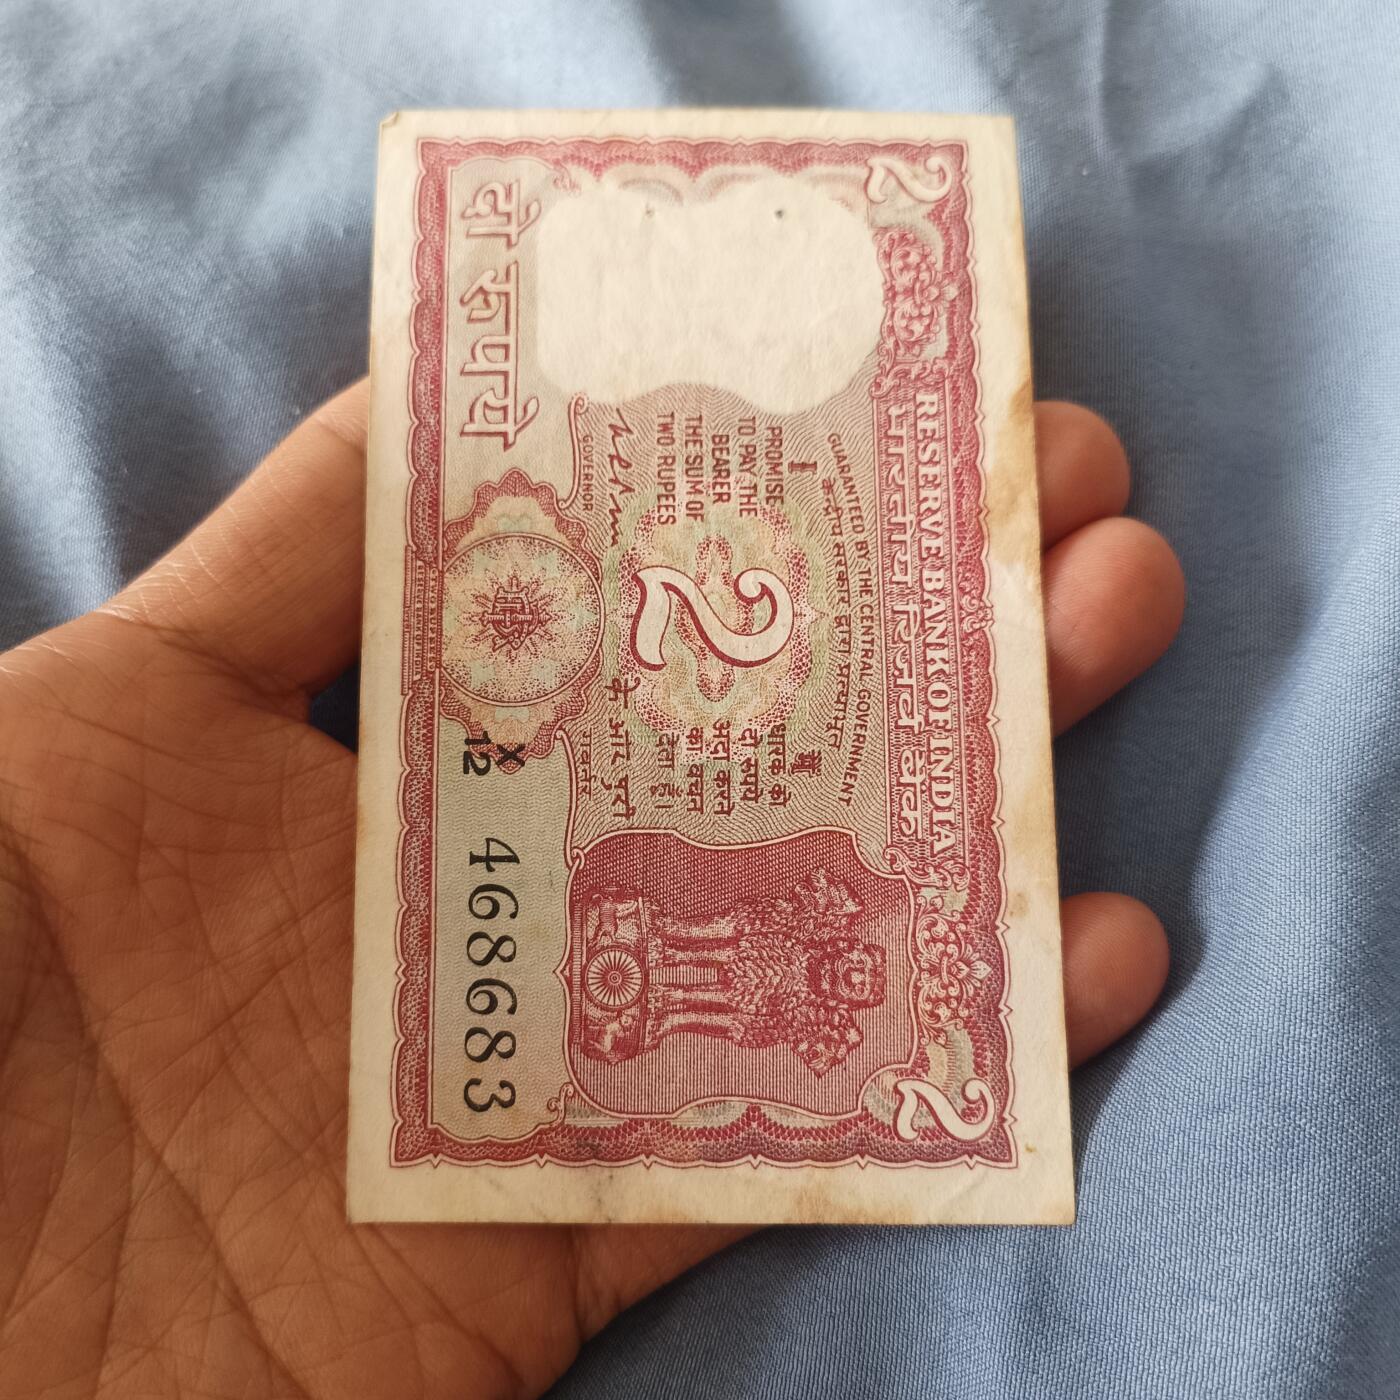 2
RESERVE BANK OF INDIA
भारतीय रिज़र्व बैंक
2
GUARANTEED BY THE CENTRAL GOVERNMENT
केन्द्रीय सरकार द्वारा प्रत्याभूत
I
PROMISE
TO PAY THE
BEARER
THE SUM OF
TWO RUPEES
GOVERNOR
2
मैं
धारक को
दो रुपये
अदा करने
का वचन
देता हूँ।
गवर्नर
दो रुपये
X
12
468683